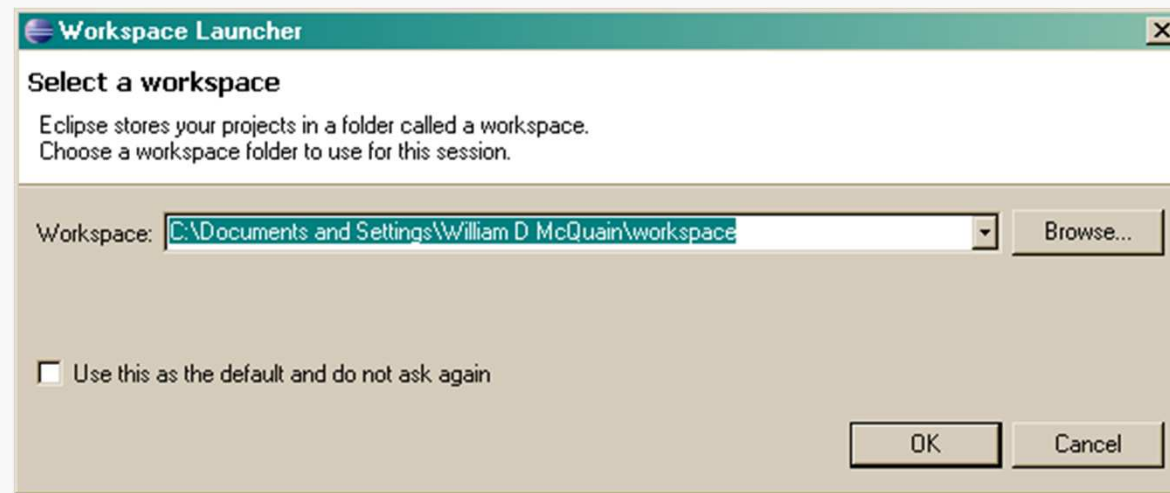 Workspace Launcher
Select a workspace
Eclipse stores your projects in a folder called a workspace.
Choose a workspace folder to use for this session.
Workspace: C:\Documents and Settings\William D McQuain\workspace Browse...
Use this as the default and do not ask again
OK Cancel